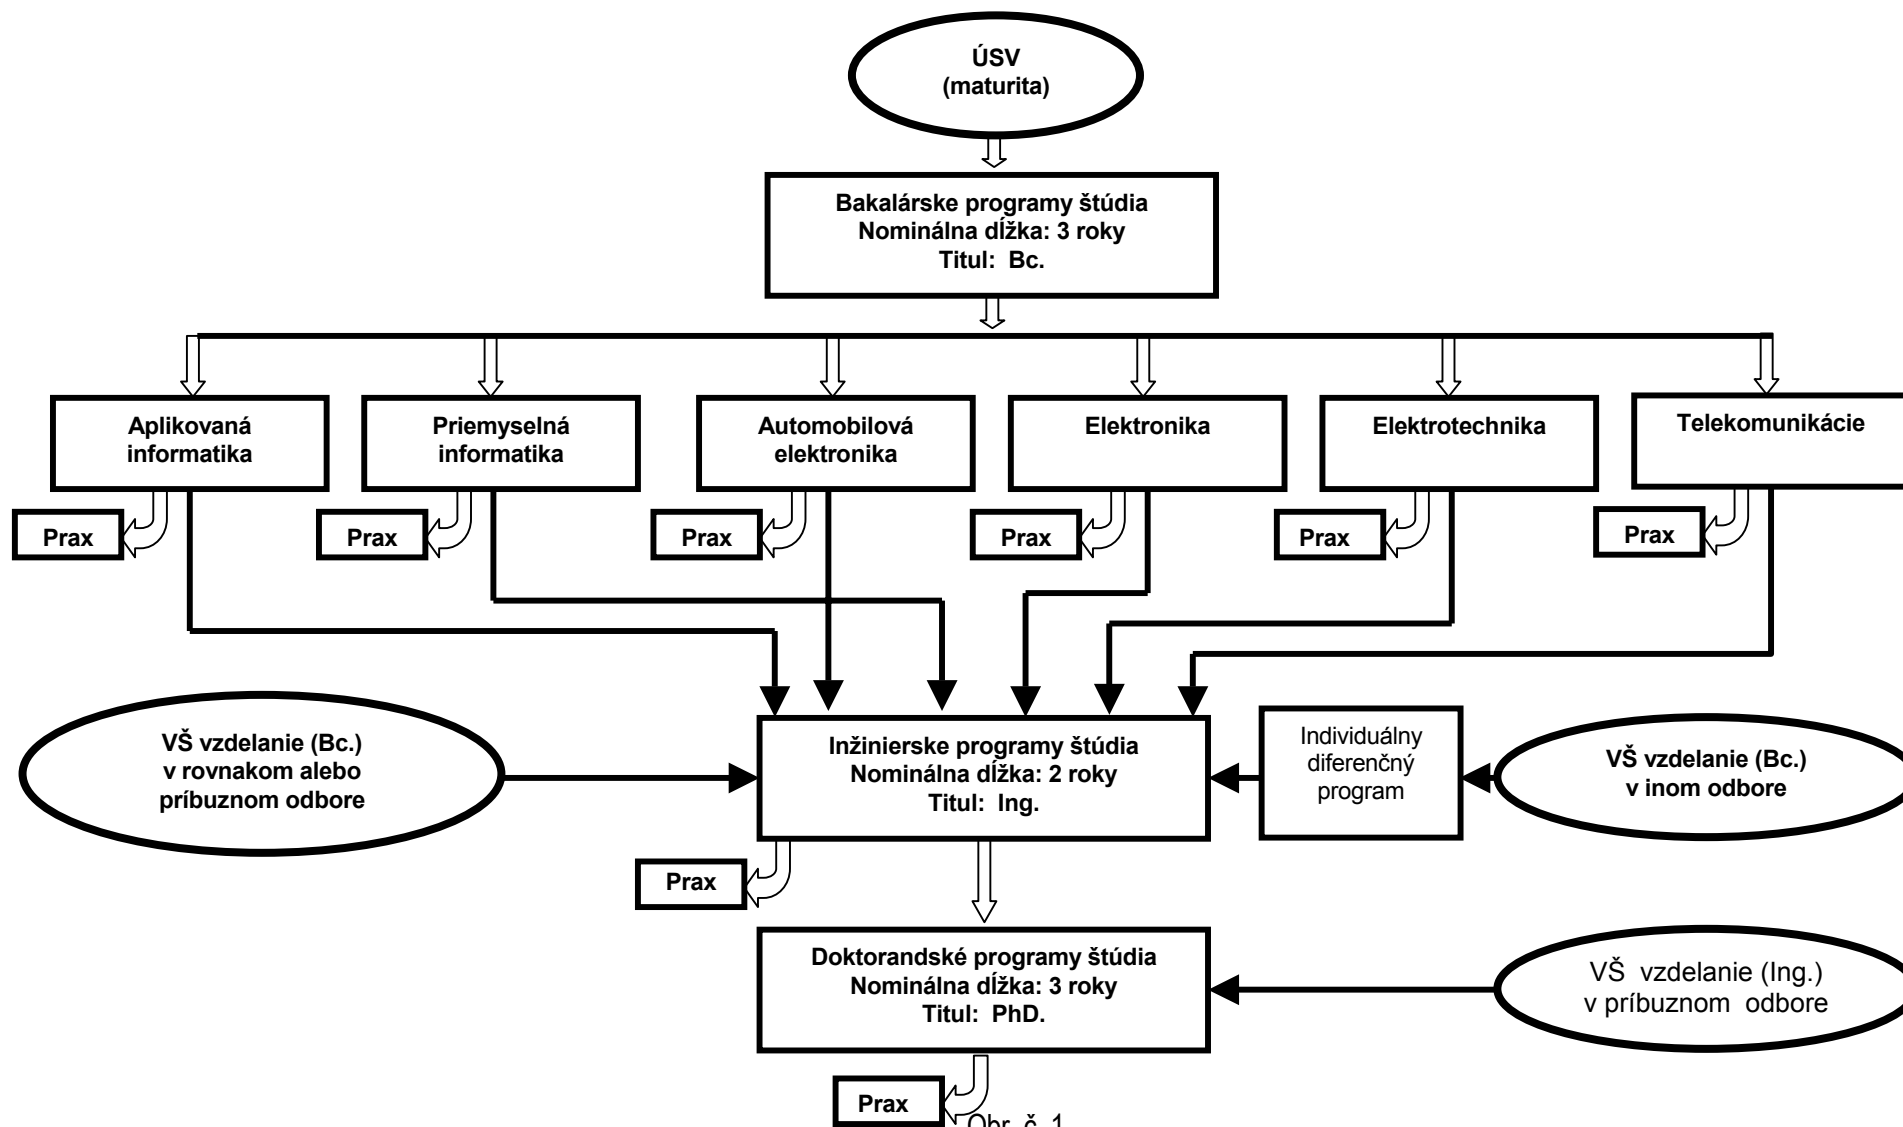 ÚSV
(maturita)
Bakalárske programy štúdia
Nominálna dĺžka: 3 roky
Titul: Bc.
Aplikovaná
informatika
Priemyselná
informatika
Automobilová
elektronika
Elektronika
Elektrotechnika
Telekomunikácie
Prax
Prax
Prax
Prax
Prax
Prax
VŠ vzdelanie (Bc.)
v rovnakom alebo
príbuznom odbore
Inžinierske programy štúdia
Nominálna dĺžka: 2 roky
Titul: Ing.
Individuálny
diferenčný
program
VŠ vzdelanie (Bc.)
v inom odbore
Prax
Doktorandské programy štúdia
Nominálna dĺžka: 3 roky
Titul: PhD.
VŠ vzdelanie (Ing.)
v príbuznom odbore
Prax
Obr. č. 1